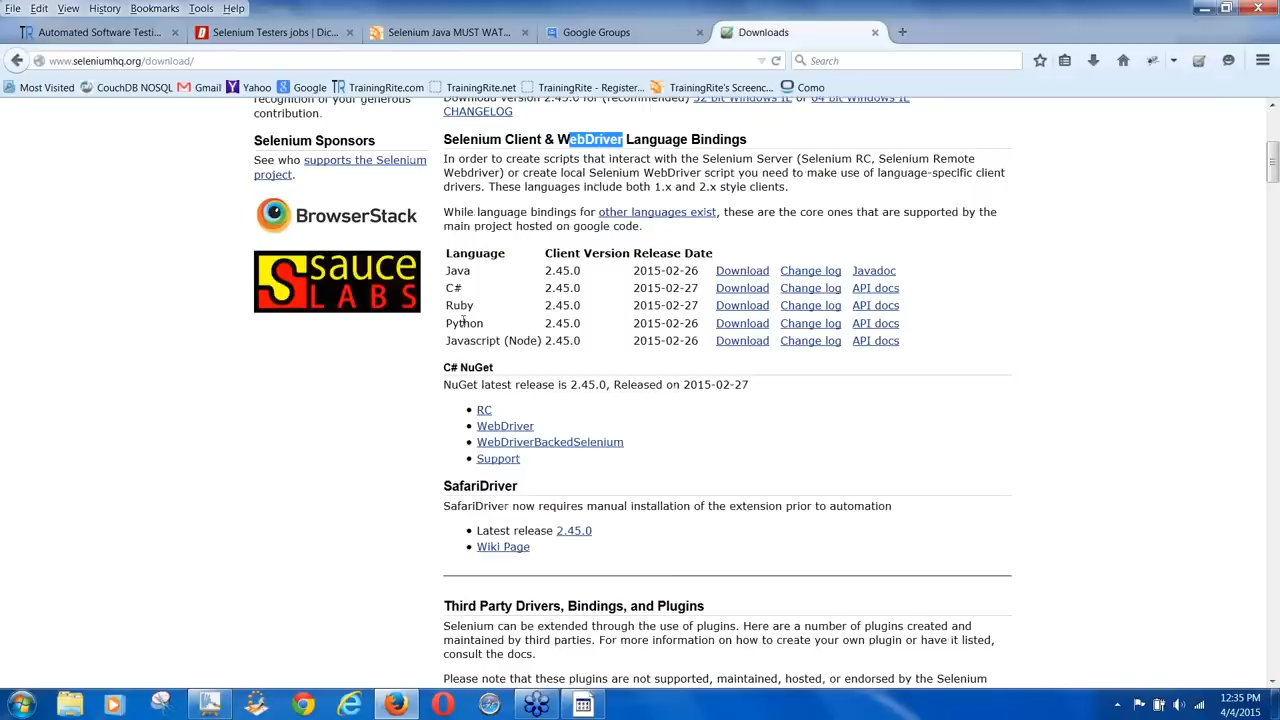 File Edit View History Bookmarks Tools Help
Automated Software Testi... × Selenium Testers jobs | Dic... × Selenium Java MUST WAT... × Google Groups × Downloads × +
www.seleniumhq.org/download/ Search
Most Visited CouchDB NOSQL Gmail Yahoo Google TrainingRite.com TrainingRite.net TrainingRite - Register... TrainingRite's Screenc... Como
recognition of your generous
contribution.
Selenium Sponsors
See who supports the Selenium
project.
BrowserStack
sauce
LABS
Download version 2.45.0 for (recommended) 32 bit Windows IE or 64 bit Windows IE
CHANGELOG
Selenium Client & WebDriver Language Bindings
In order to create scripts that interact with the Selenium Server (Selenium RC, Selenium Remote
Webdriver) or create local Selenium WebDriver script you need to make use of language-specific client
drivers. These languages include both 1.x and 2.x style clients.
While language bindings for other languages exist, these are the core ones that are supported by the
main project hosted on google code.
Language Client Version Release Date
Java 2.45.0 2015-02-26 Download Change log Javadoc
C# 2.45.0 2015-02-27 Download Change log API docs
Ruby 2.45.0 2015-02-27 Download Change log API docs
Python 2.45.0 2015-02-26 Download Change log API docs
Javascript (Node) 2.45.0 2015-02-26 Download Change log API docs
C# NuGet
NuGet latest release is 2.45.0, Released on 2015-02-27
• RC
• WebDriver
• WebDriverBackedSelenium
• Support
SafariDriver
SafariDriver now requires manual installation of the extension prior to automation
• Latest release 2.45.0
• Wiki Page
Third Party Drivers, Bindings, and Plugins
Selenium can be extended through the use of plugins. Here are a number of plugins created and
maintained by third parties. For more information on how to create your own plugin or have it listed,
consult the docs.
Please note that these plugins are not supported, maintained, hosted, or endorsed by the Selenium
12:35 PM
4/4/2015